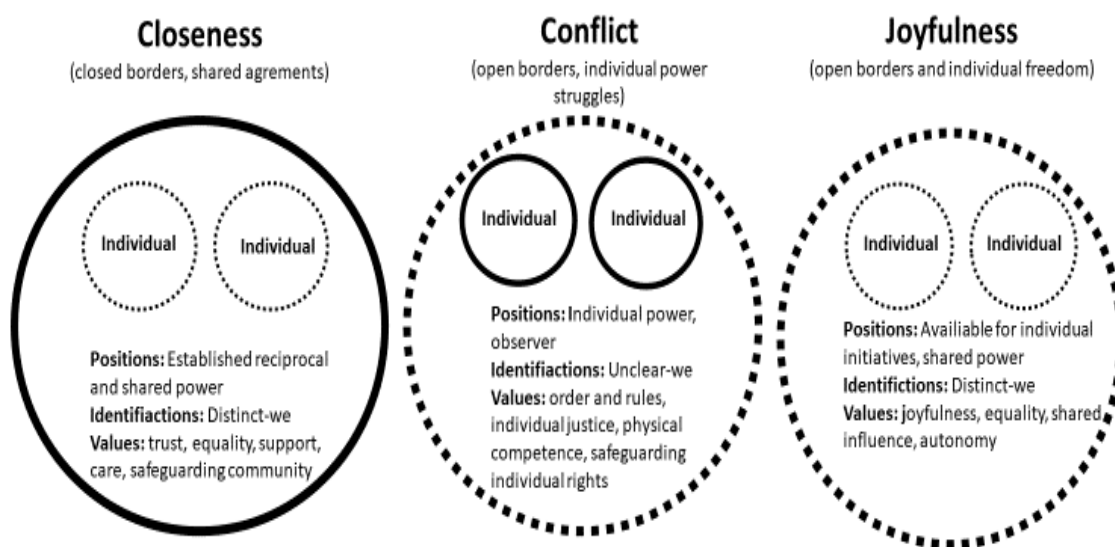 Closeness
(closed borders, shared agrements)
Individual
Individual
Positions: Established reciprocal
and shared power
Identifiactions: Distinct-we
Values: trust, equality, support,
care, safeguarding community
Conflict
(open borders, individual power
struggles)
Individual
Individual
Positions: Individual power,
observer
Identifiactions: Unclear-we
Values: order and rules,
individual justice, physical
competence, safeguarding
individual rights
Joyfulness
(open borders and individual freedom)
Individual
Individual
Positions: Availiable for individual
initiatives, shared power
Identifictions: Distinct-we
Values: joyfulness, equality, shared
influence, autonomy